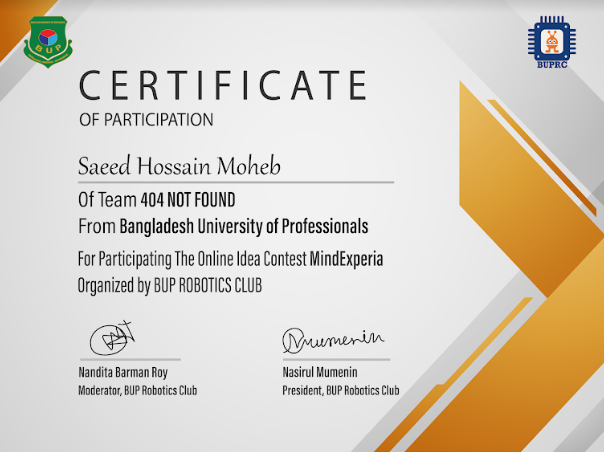 BUP
BUPRC
CERTIFICATE
OF PARTICIPATION
Saeed Hossain Moheb
Of Team 404 NOT FOUND
From Bangladesh University of Professionals
For Participating The Online Idea Contest MindExperia
Organized by BUP ROBOTICS CLUB
Mumenin
Nandita Barman Roy
Nasirul Mumenin
Moderator, BUP Robotics Club
President, BUP Robotics Club